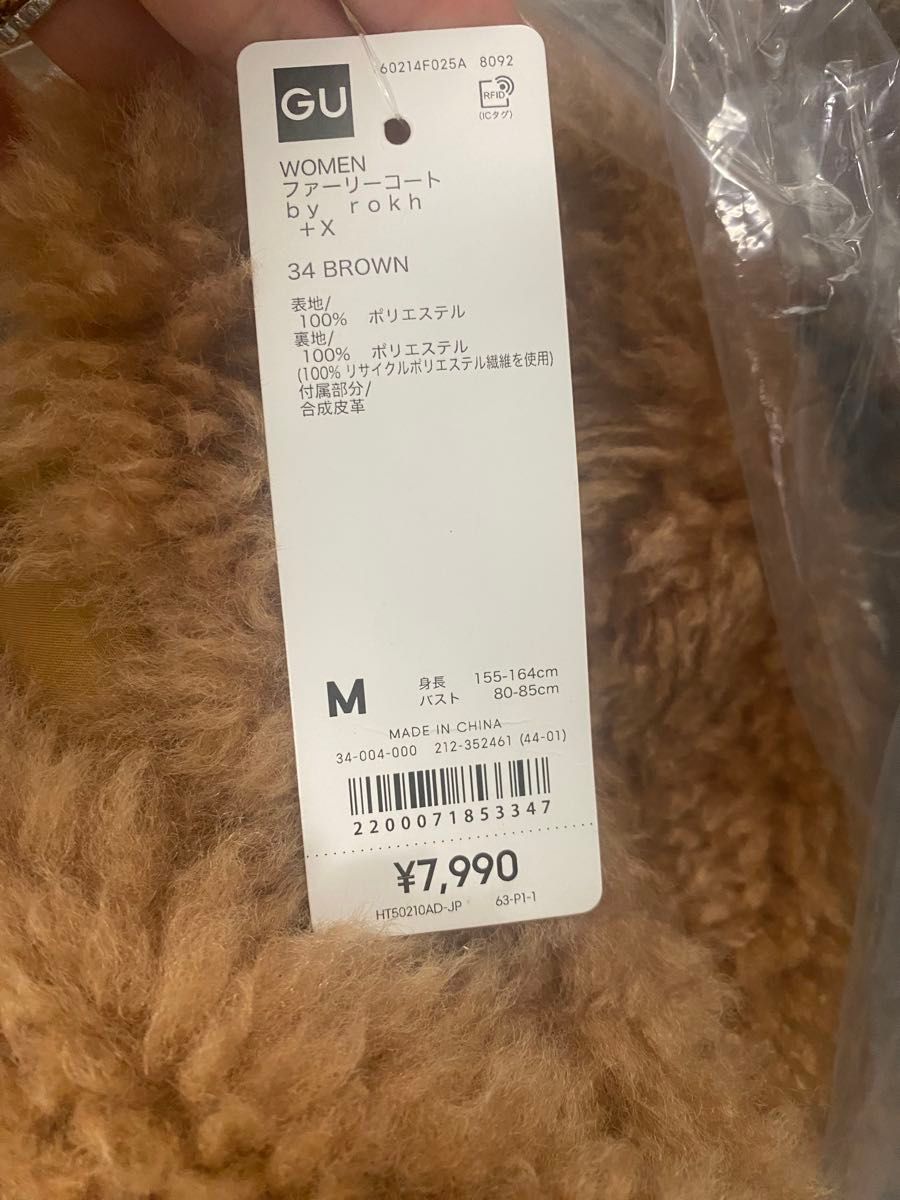 60214F025A 8092
GU
RFID
(ICタグ)
WOMEN
ファーリーコート
by rokh
+X
34 BROWN
表地/
100% ポリエステル
裏地/
100% ポリエステル
(100% リサイクルポリエステル繊維を使用)
付属部分/
合成皮革
M
身長 155-164cm
バスト 80-85cm
MADE IN CHINA
34-004-000 212-352461 (44-01)
2200071853347
¥7,990
HT50210AD-JP 63-P1-1